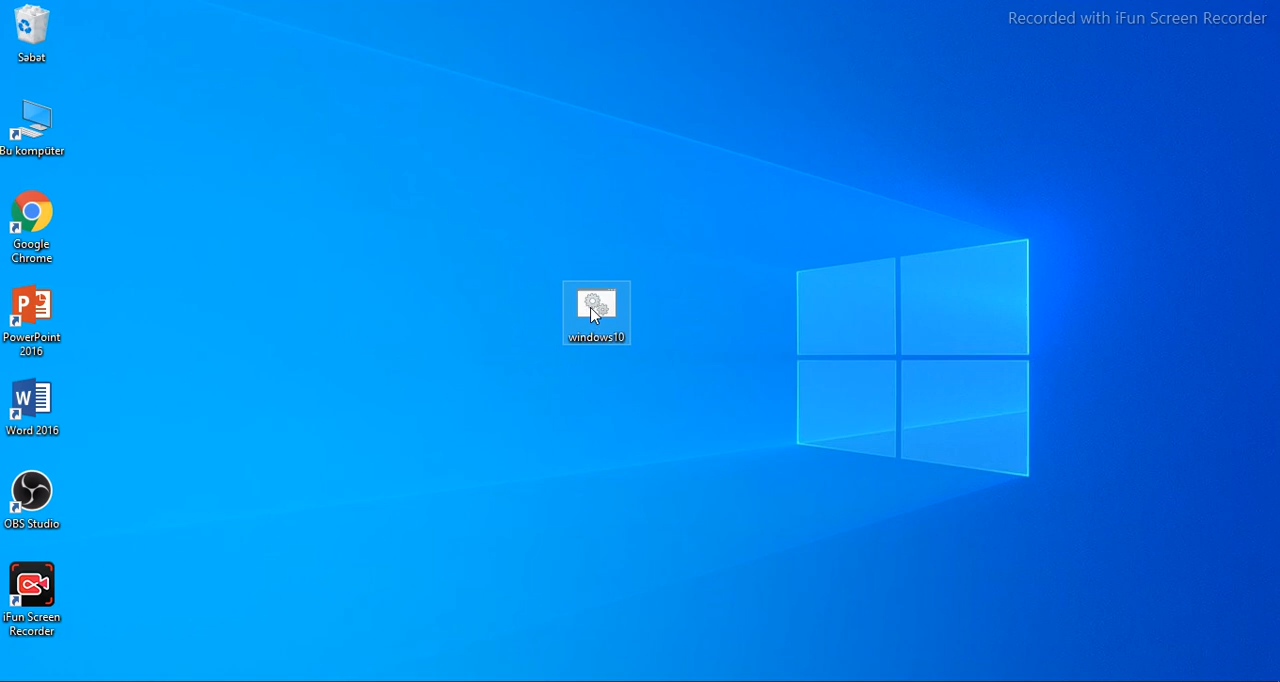 Recorded with iFun Screen Recorder
Səbət
Bu kompüter
Google
Chrome
PowerPoint
2016
Word 2016
OBS Studio
iFun Screen
Recorder
windows10